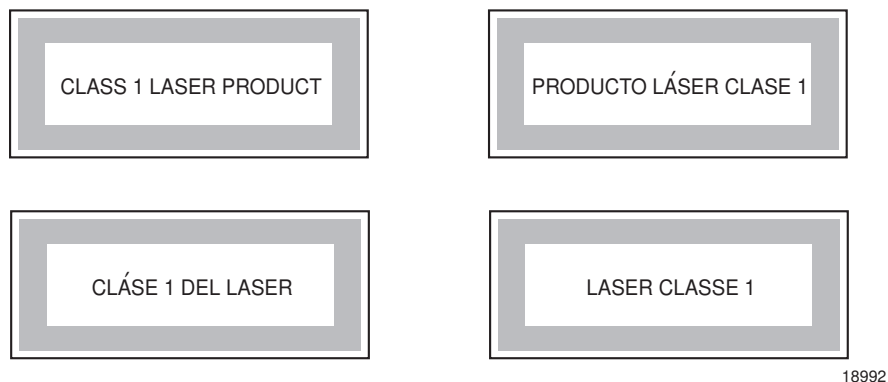 CLASS 1 LASER PRODUCT
PRODUCTO LÁSER CLASE 1
CLÁSE 1 DEL LASER
LASER CLASSE 1
18992